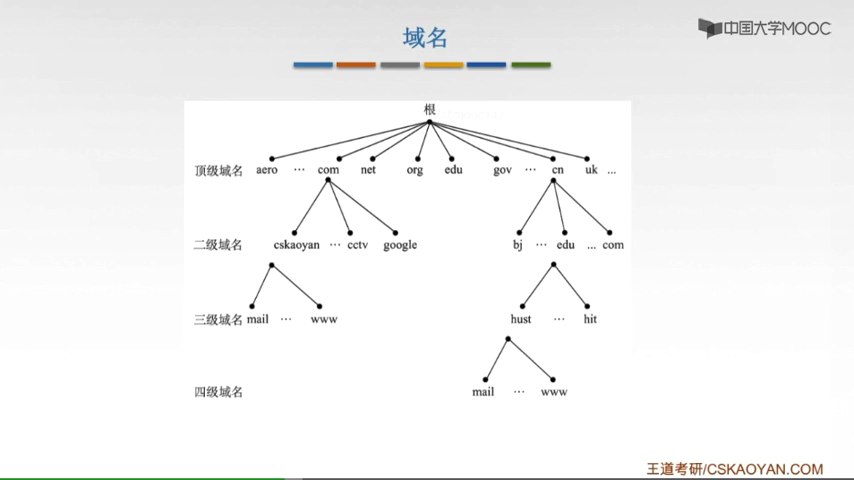 域名
中国大学MOOC
根
顶级域名 aero … com net org edu gov … cn uk ...
二级域名 cskaoyan … cctv google bj … edu ... com
三级域名 mail … www hust … hit
四级域名 mail … www
王道考研/CSKAOYAN.COM